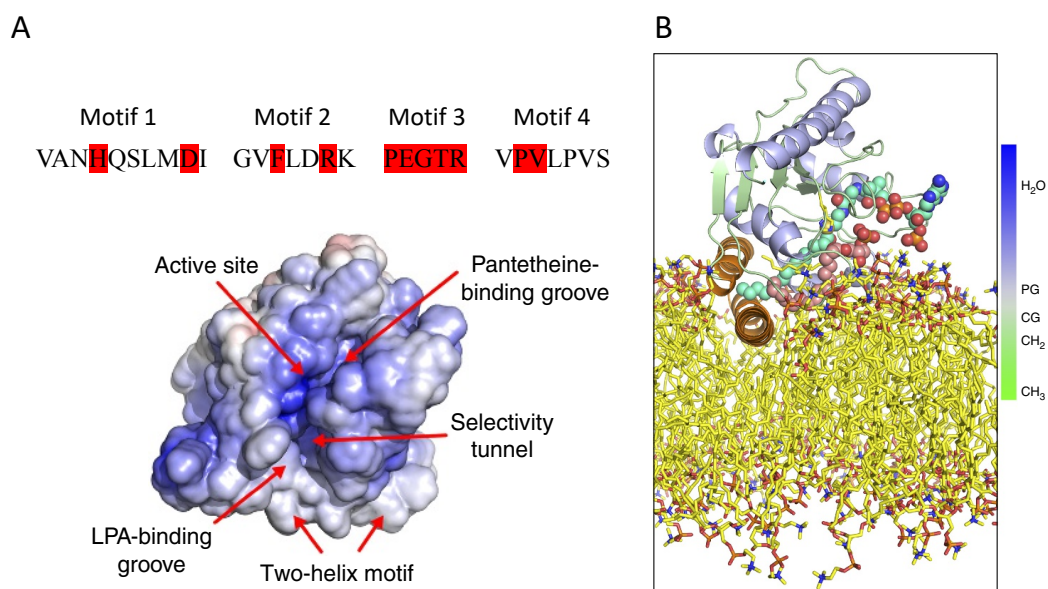 A
B
Motif 1 Motif 2 Motif 3 Motif 4
VANHQSLMDI GVFLDRK PEGTR VPVLPVS
Active site
Pantetheine-
binding groove
Selectivity
tunnel
LPA-binding
groove
Two-helix motif
H₂O
PG
CG
CH₂
CH₃